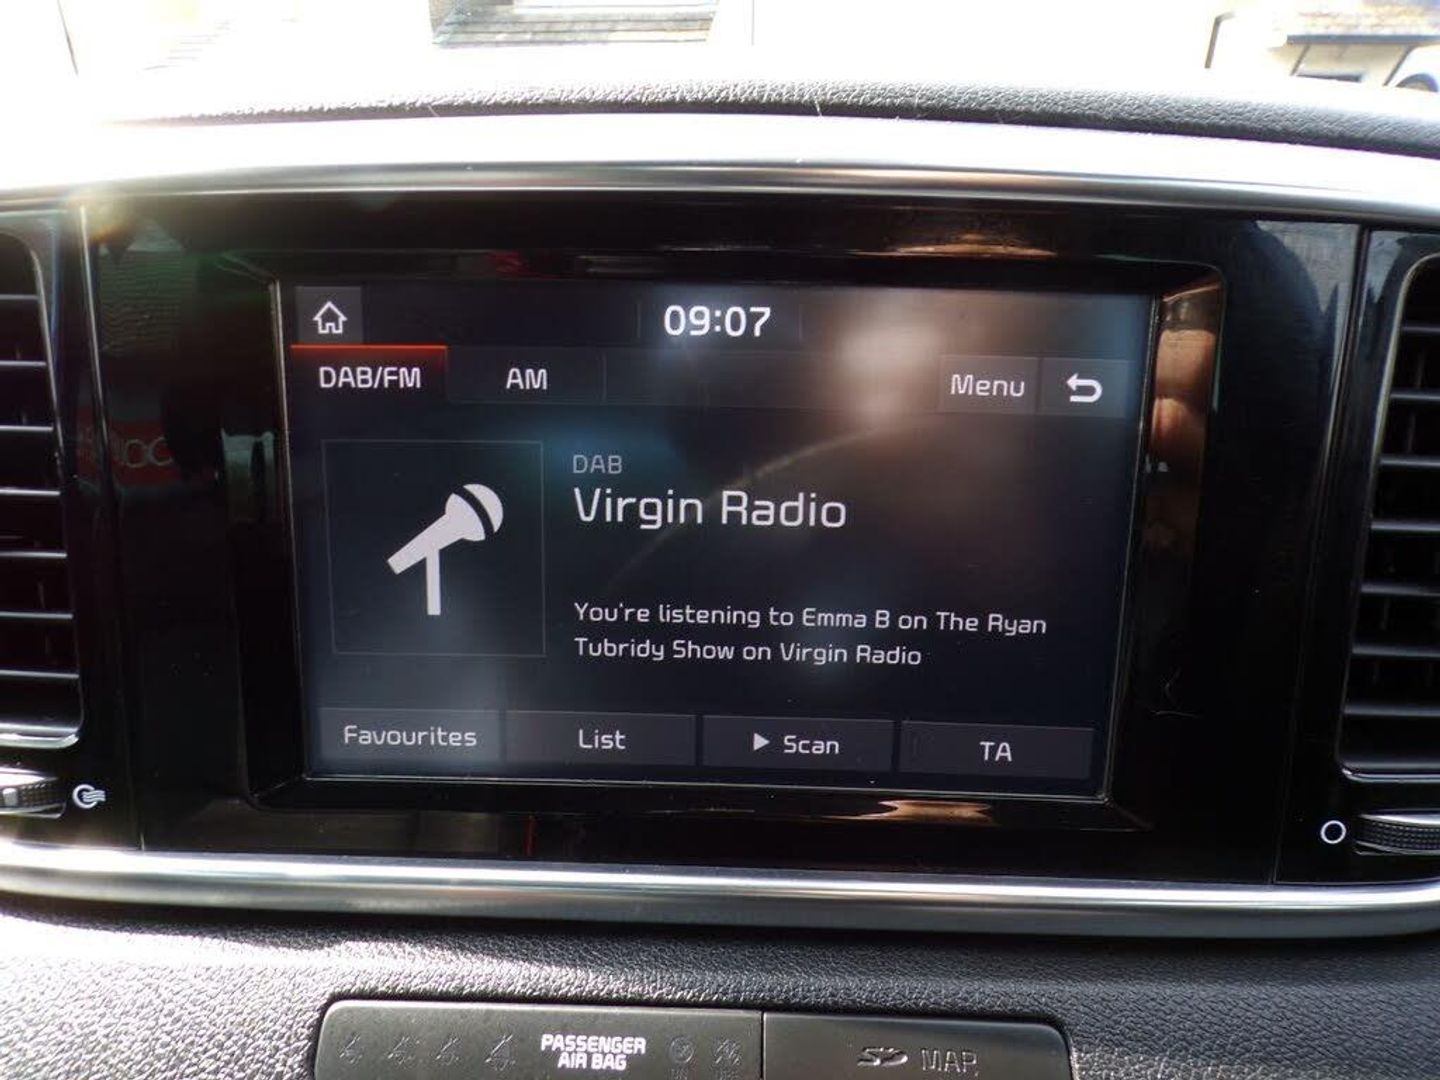 09:07
DAB/FM
AM
Menu
DAB
Virgin Radio
You're listening to Emma B on The Ryan
Tubridy Show on Virgin Radio
Favourites
List
Scan
TA
PASSENGER
AIR BAG
SD MAP